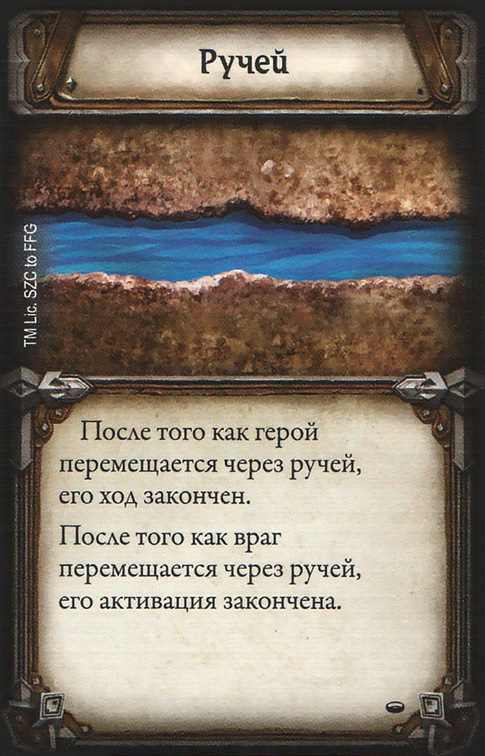 Ручей
TM Lic. SZC to FFG
После того как герой
перемещается через ручей,
его ход закончен.
После того как враг
перемещается через ручей,
его активация закончена.